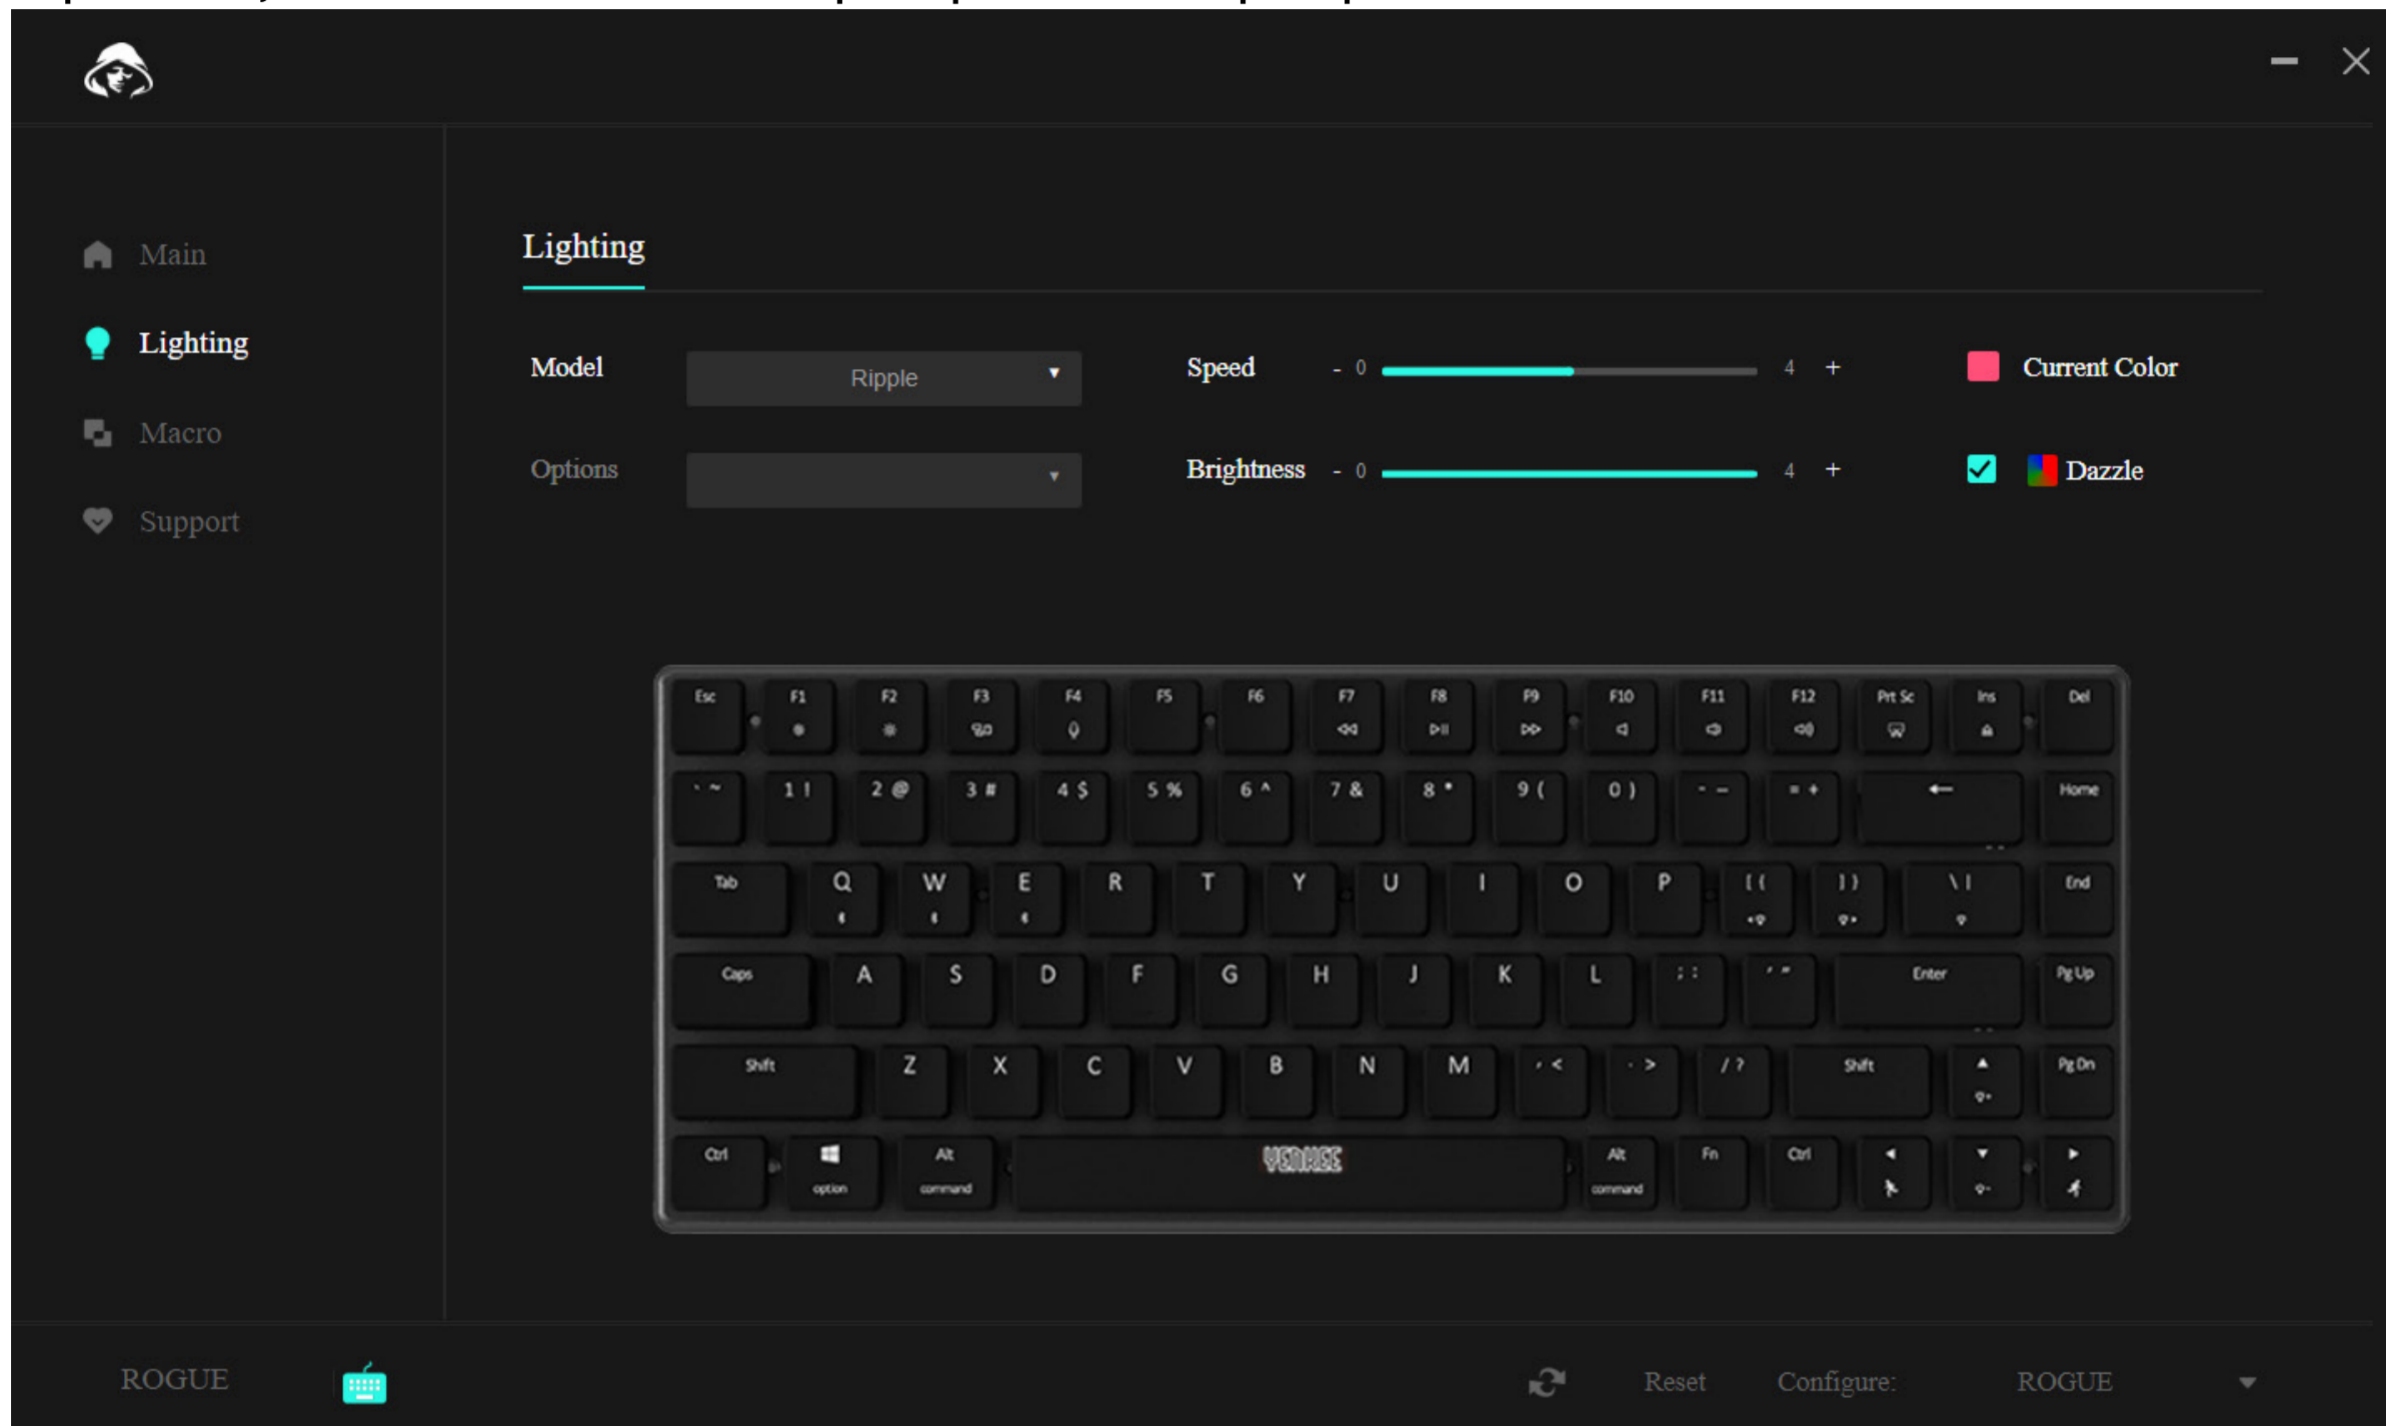 Main
Lighting
Macro
Support
Lighting
Model Ripple Speed - 0 4 + Current Color
Options Brightness - 0 4 + Dazzle
Esc F1 F2 F3 F4 F5 F6 F7 F8 F9 F10 F11 F12 Prt Sc Ins Del
` ~ 1 ! 2 @ 3 # 4 $ 5 % 6 ^ 7 & 8 * 9 ( 0 ) - _ = + ← Home
Tab Q W E R T Y U I O P [ { ] } \ | End
Caps A S D F G H J K L ; : ' " Enter Pg Up
Shift Z X C V B N M , < . > / ? Shift Pg Dn
Ctrl option Alt command YENKEE Alt command Fn Ctrl
ROGUE Reset Configure: ROGUE